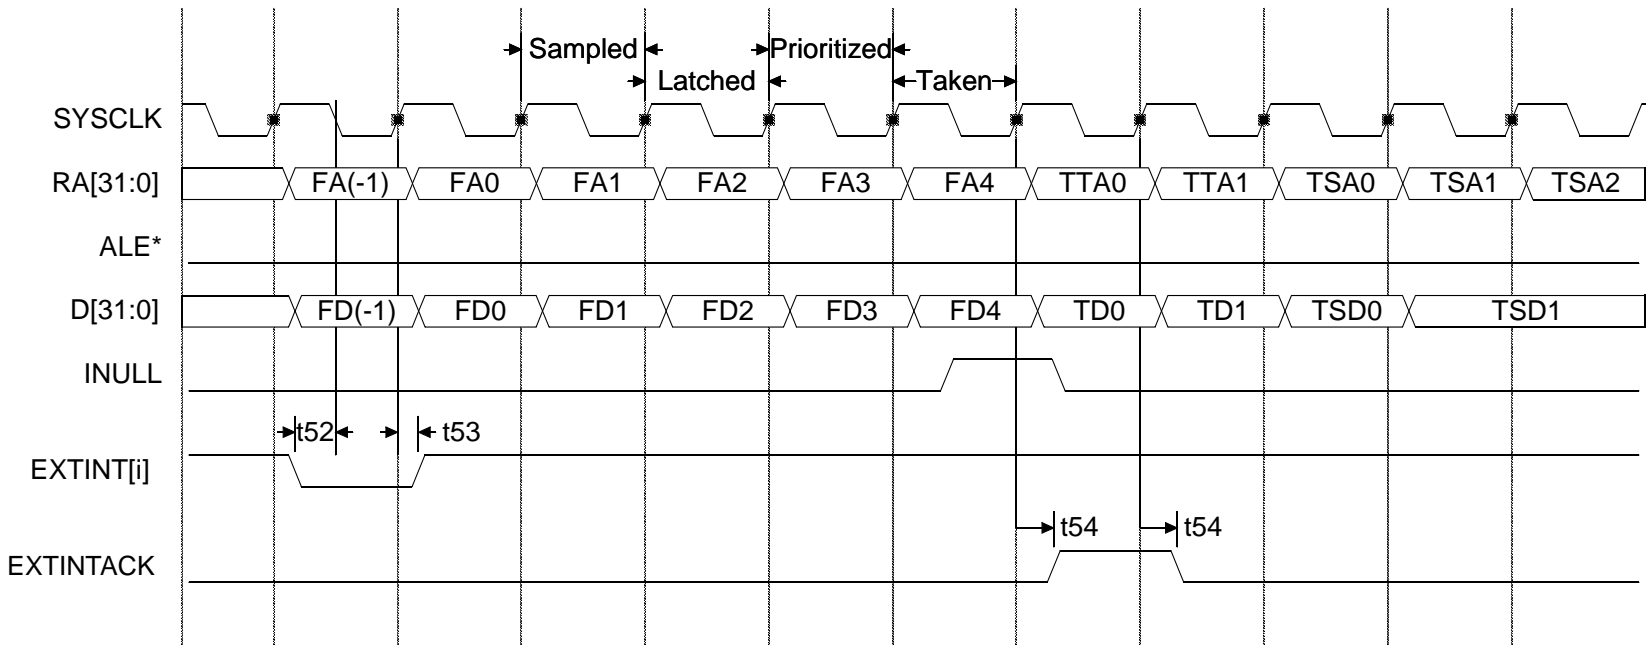 Sampled Prioritized
Latched Taken
SYSCLK
RA[31:0] FA(-1) FA0 FA1 FA2 FA3 FA4 TTA0 TTA1 TSA0 TSA1 TSA2
ALE*
D[31:0] FD(-1) FD0 FD1 FD2 FD3 FD4 TD0 TD1 TSD0 TSD1
INULL
t52 t53
EXTINT[i]
t54 t54
EXTINTACK